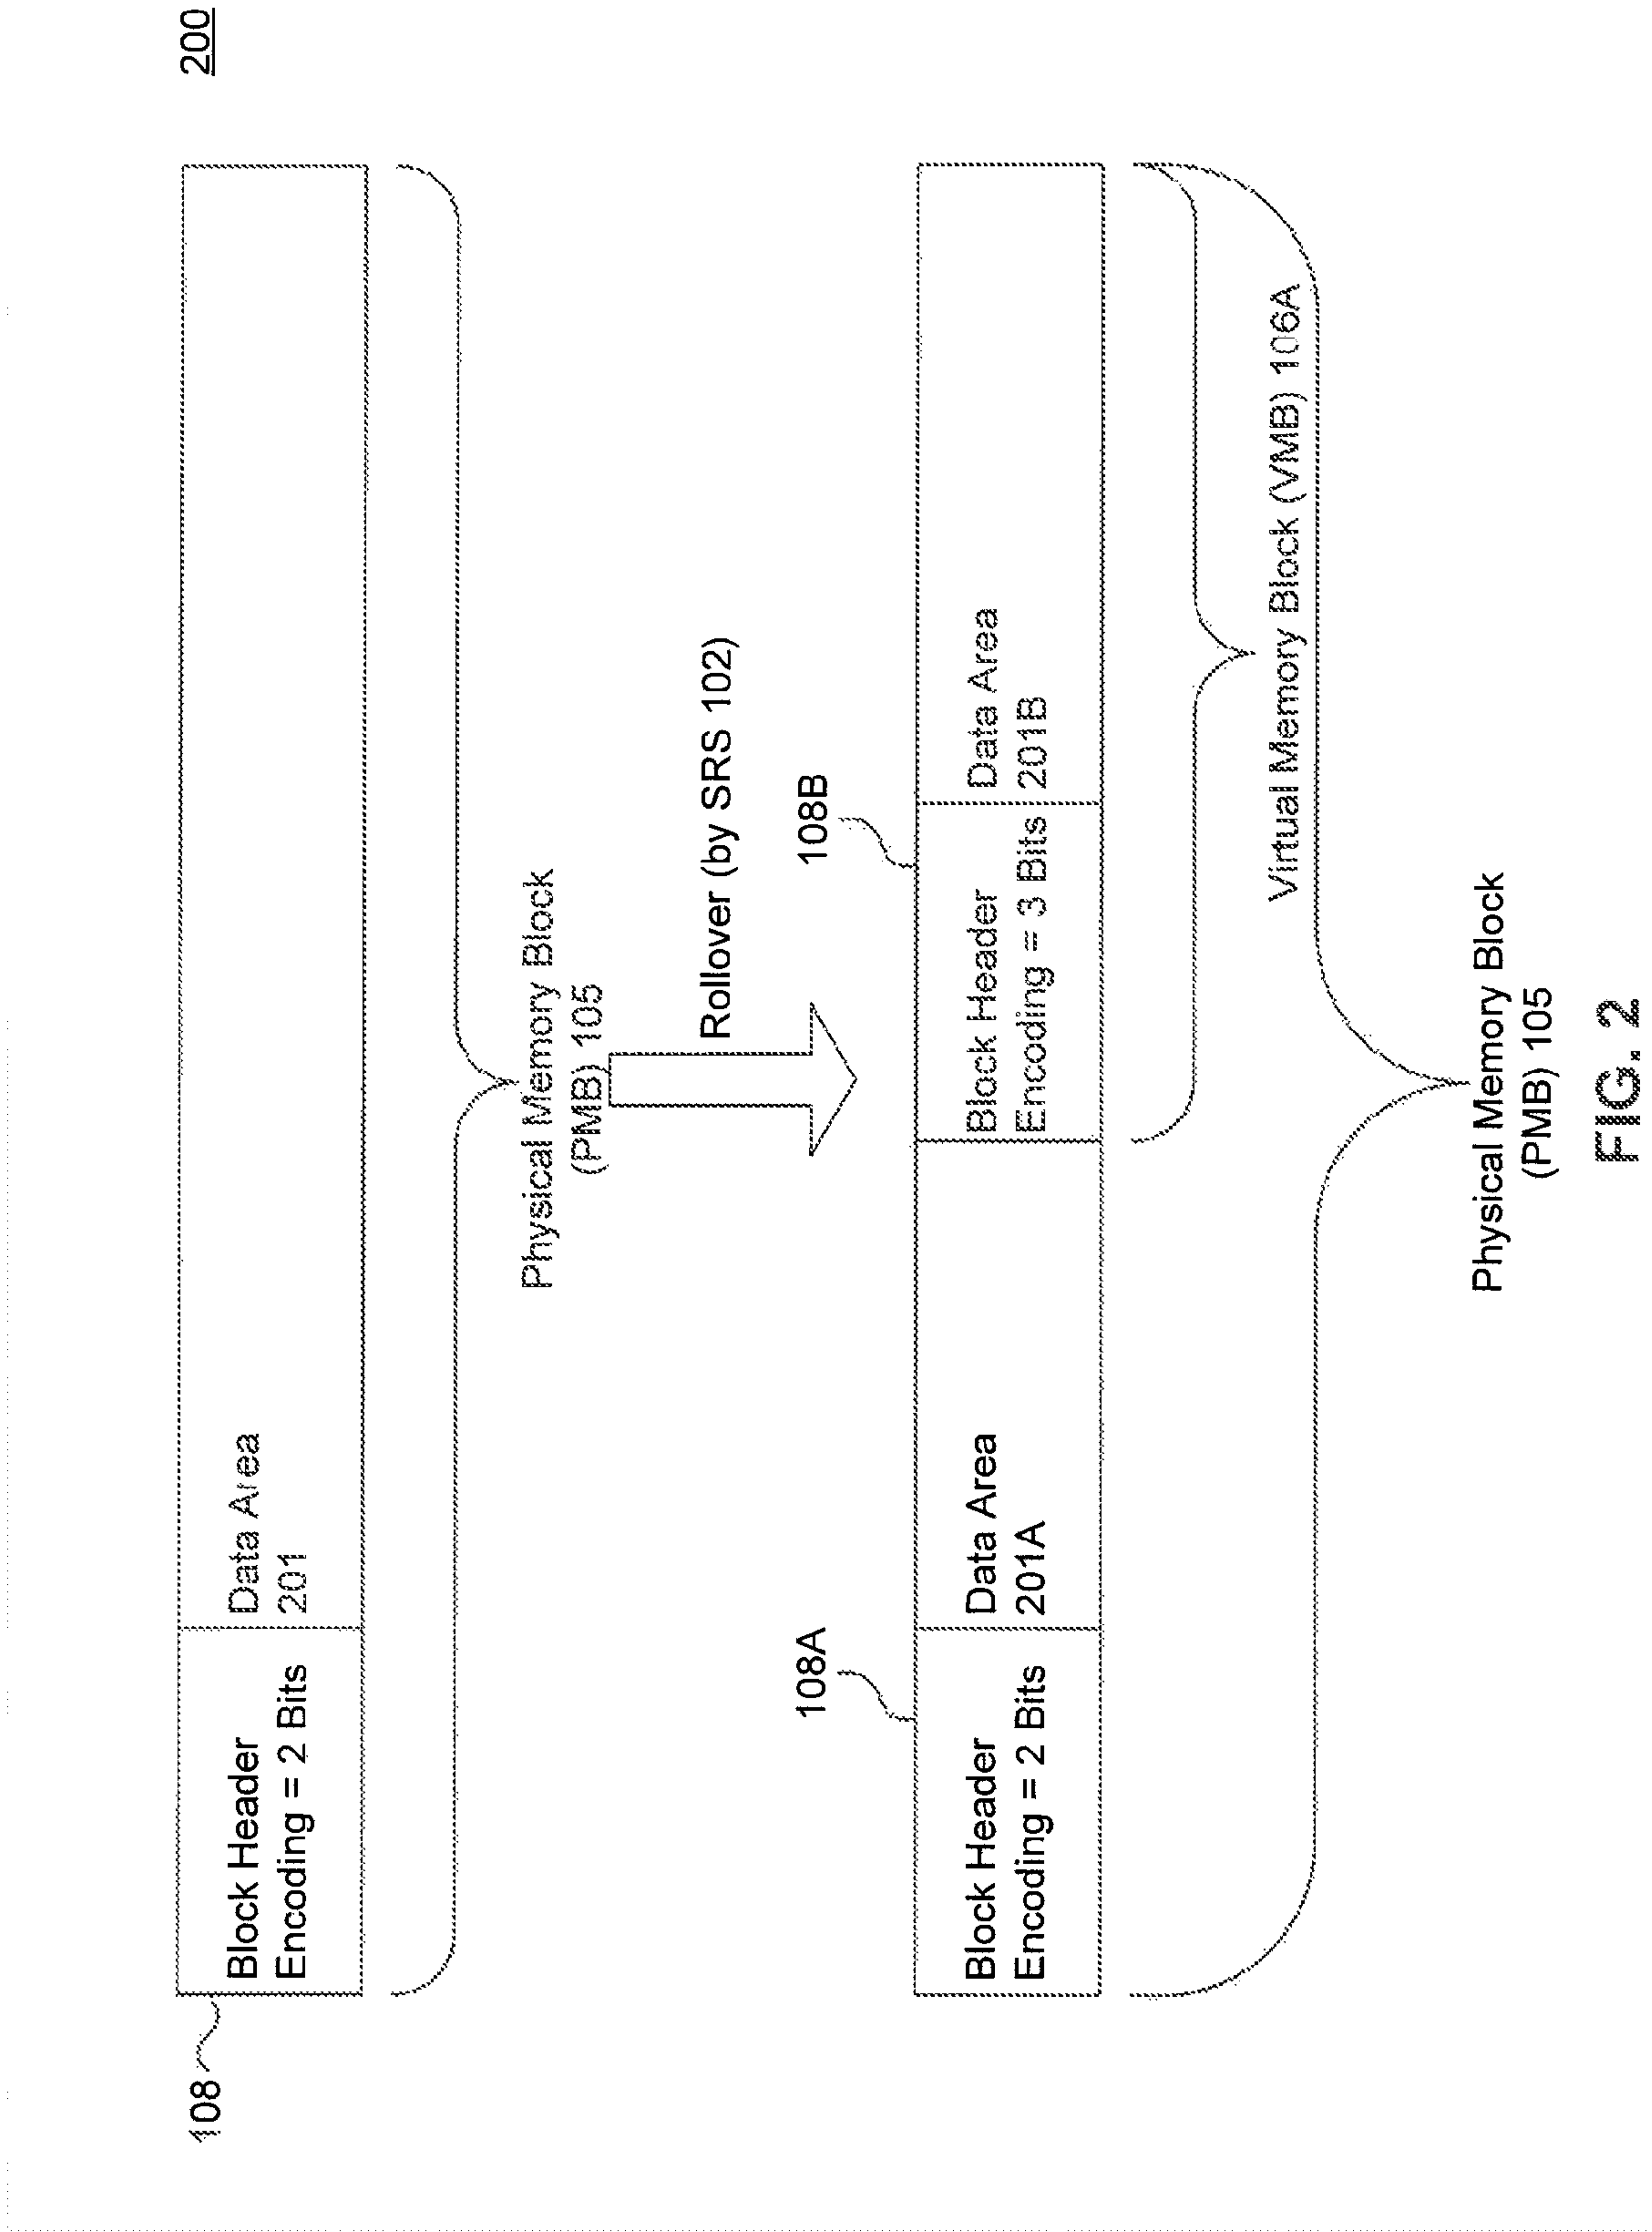 200
108
Block Header
Encoding = 2 Bits
Data Area
201
Physical Memory Block
(PMB) 105
Rollover (by SRS 102)
108A
108B
Block Header
Encoding = 2 Bits
Data Area
201A
Block Header
Encoding = 3 Bits
Data Area
201B
Virtual Memory Block (VMB) 106A
Physical Memory Block
(PMB) 105
FIG. 2